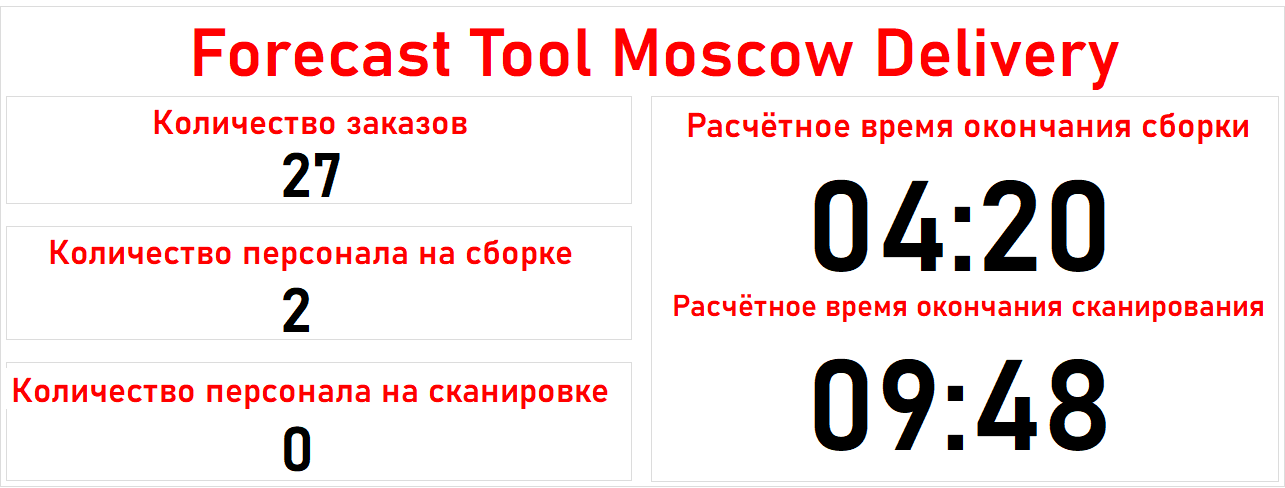 Forecast Tool Moscow Delivery
Количество заказов
27
Количество персонала на сборке
2
Количество персонала на сканировке
0
Расчётное время окончания сборки
04:20
Расчётное время окончания сканирования
09:48